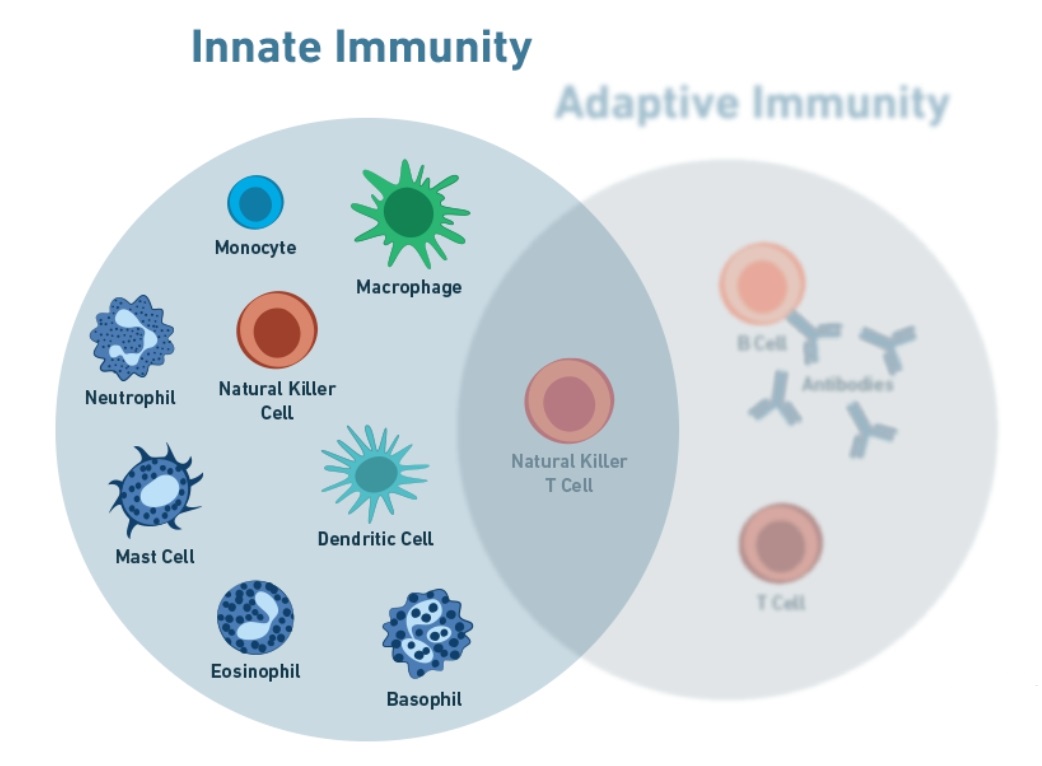 Innate Immunity
Adaptive Immunity
Monocyte
Macrophage
Neutrophil
Natural Killer
Cell
Mast Cell
Dendritic Cell
Eosinophil
Basophil
Natural Killer
T Cell
B Cell
Antibodies
T Cell